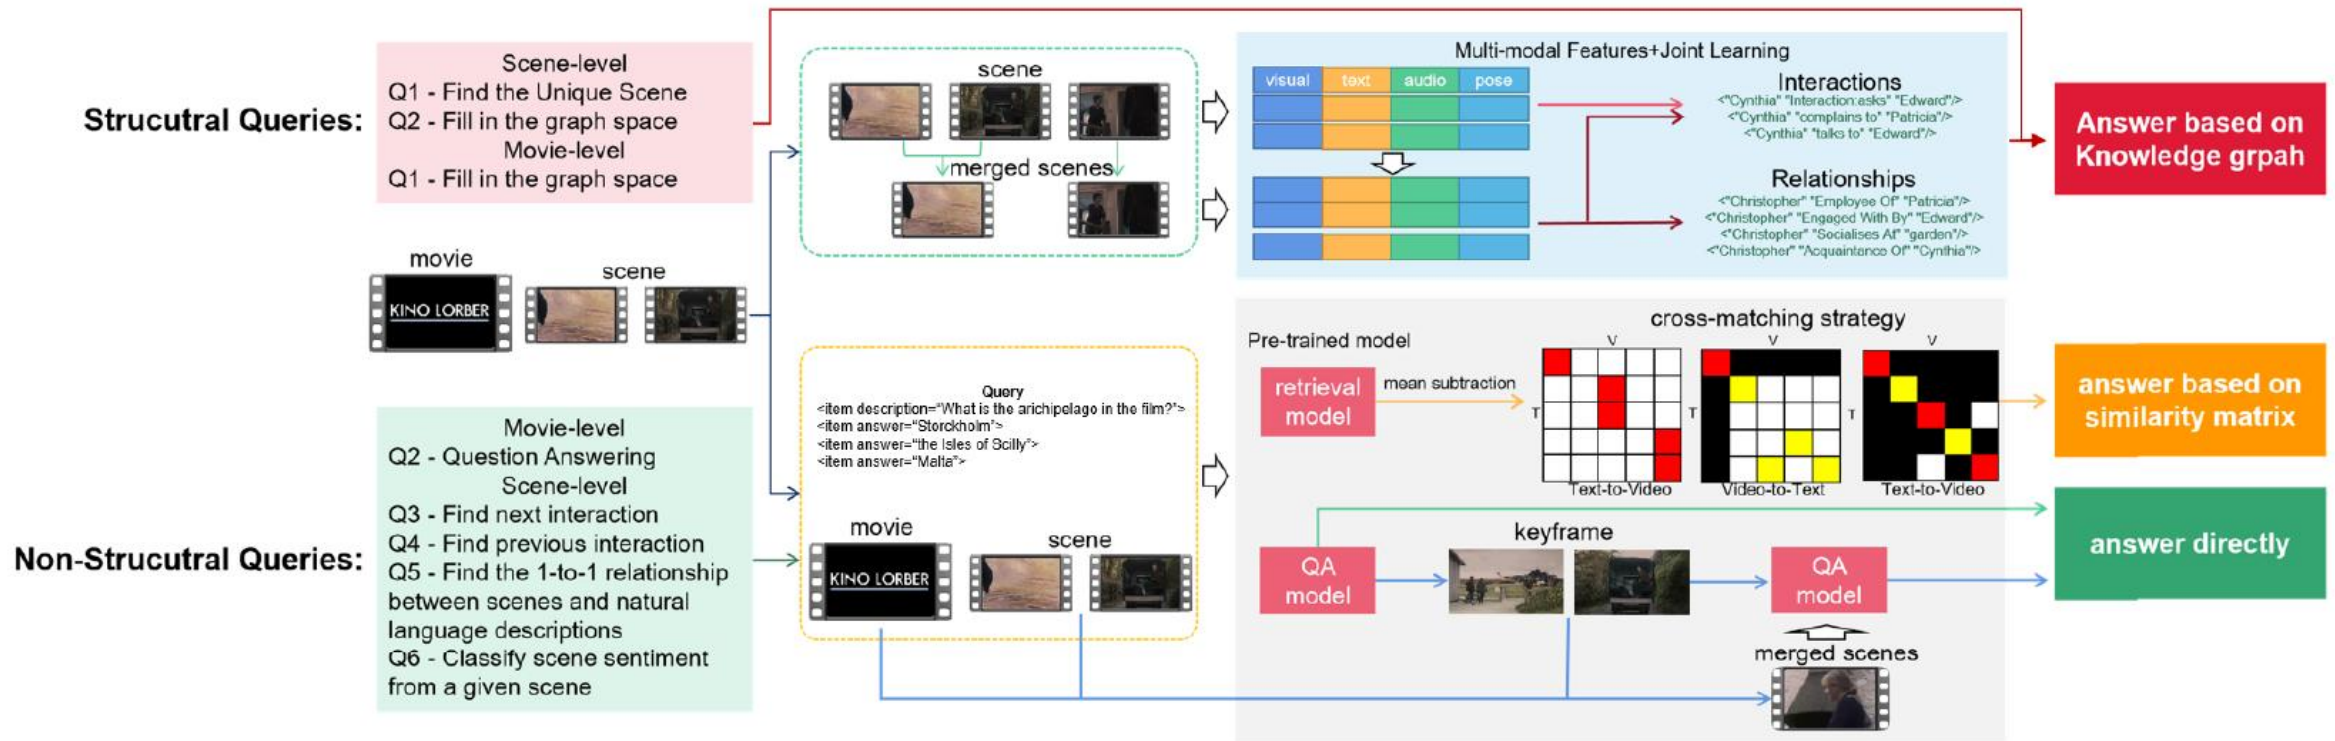 Strucutral Queries:
Scene-level
Q1 - Find the Unique Scene
Q2 - Fill in the graph space
Movie-level
Q1 - Fill in the graph space
movie
KINO LORBER
scene
Non-Strucutral Queries:
Movie-level
Q2 - Question Answering
Scene-level
Q3 - Find next interaction
Q4 - Find previous interaction
Q5 - Find the 1-to-1 relationship
between scenes and natural
language descriptions
Q6 - Classify scene sentiment
from a given scene
scene
merged scenes
Query
<item description="What is the arichipelago in the film?">
<item answer="Storckholm">
<item answer="the Isles of Scilly">
<item answer="Malta">
movie
KINO LORBER
scene
Multi-modal Features+Joint Learning
visual text audio pose
Interactions
<"Cynthia" "Interaction:asks" "Edward"/>
<"Cynthia" "complains to" "Patricia"/>
<"Cynthia" "talks to" "Edward"/>
Relationships
<"Christopher" "Employee Of" "Patricia"/>
<"Christopher" "Engaged With By" "Edward"/>
<"Christopher" "Socialises At" "garden"/>
<"Christopher" "Acquaintance Of" "Cynthia"/>
cross-matching strategy
Pre-trained model
retrieval
model
mean subtraction
V
T
Text-to-Video
V
T
Video-to-Text
V
T
Text-to-Video
QA
model
keyframe
QA
model
merged scenes
Answer based on
Knowledge grpah
answer based on
similarity matrix
answer directly